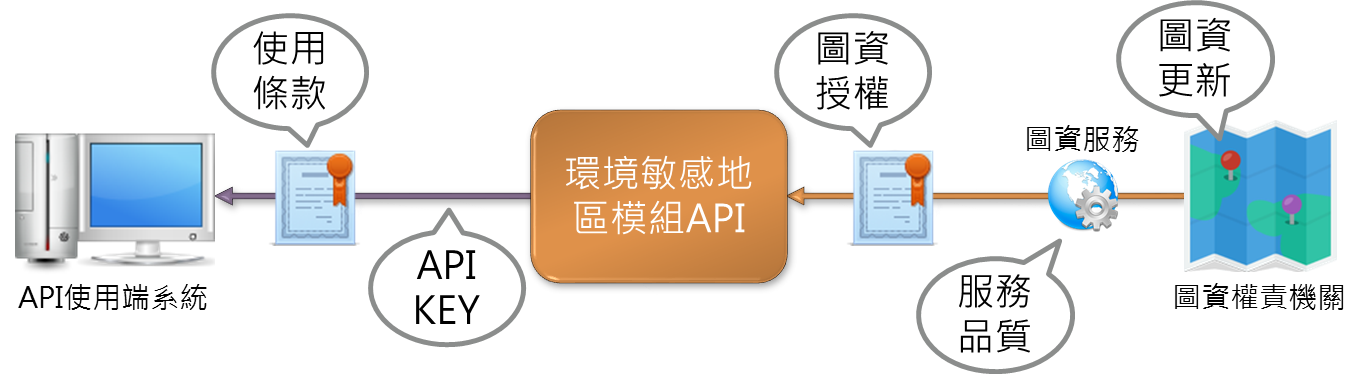 使用
條款
圖資
授權
圖資
更新
圖資服務
環境敏感地
區模組API
API
KEY
服務
品質
API使用端系統
圖資權責機關